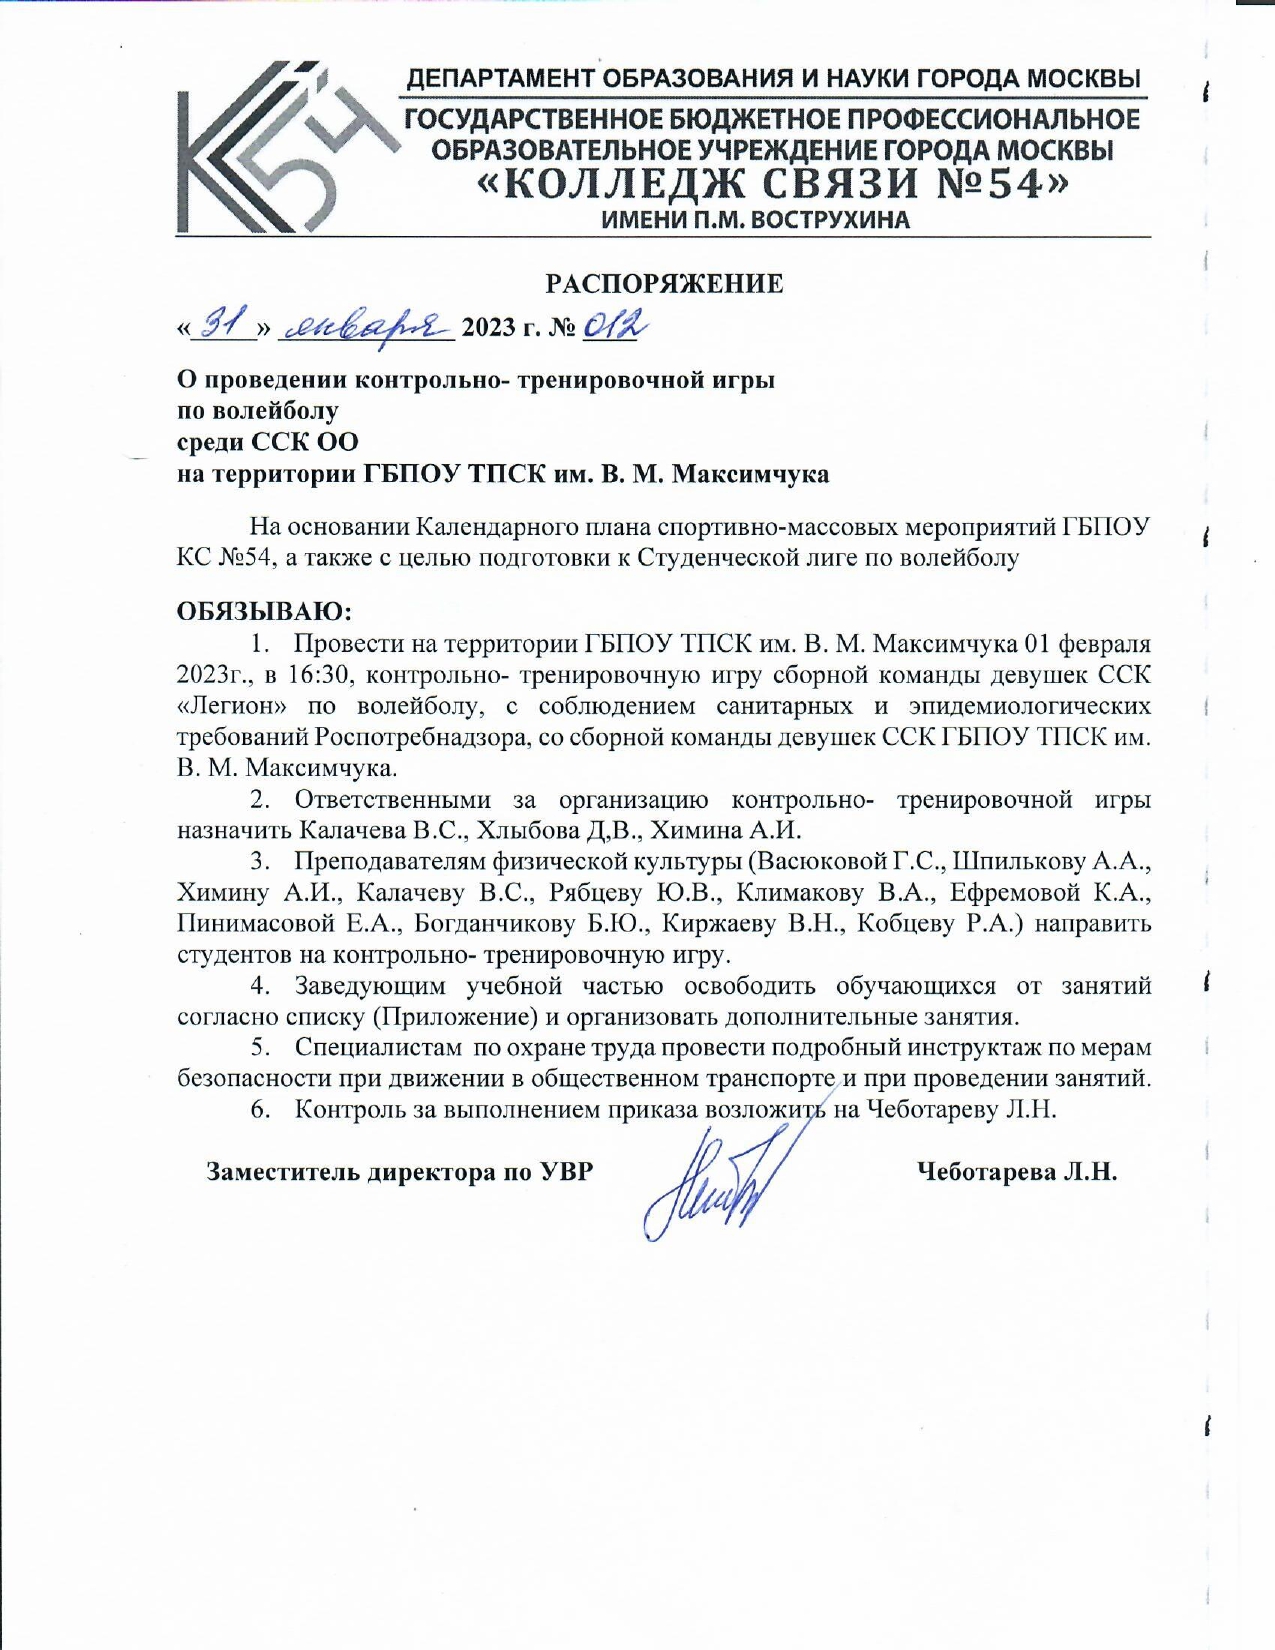 ДЕПАРТАМЕНТ ОБРАЗОВАНИЯ И НАУКИ ГОРОДА МОСКВЫ
ГОСУДАРСТВЕННОЕ БЮДЖЕТНОЕ ПРОФЕССИОНАЛЬНОЕ
ОБРАЗОВАТЕЛЬНОЕ УЧРЕЖДЕНИЕ ГОРОДА МОСКВЫ
«КОЛЛЕДЖ СВЯЗИ №54»
ИМЕНИ П.М. ВОСТРУХИНА
КС 54
РАСПОРЯЖЕНИЕ
«31» января 2023 г. № 012
О проведении контрольно- тренировочной игры
по волейболу
среди ССК ОО
на территории ГБПОУ ТПСК им. В. М. Максимчука
На основании Календарного плана спортивно-массовых мероприятий ГБПОУ
КС №54, а также с целью подготовки к Студенческой лиге по волейболу
ОБЯЗЫВАЮ:
1. Провести на территории ГБПОУ ТПСК им. В. М. Максимчука 01 февраля
2023г., в 16:30, контрольно- тренировочную игру сборной команды девушек ССК
«Легион» по волейболу, с соблюдением санитарных и эпидемиологических
требований Роспотребнадзора, со сборной команды девушек ССК ГБПОУ ТПСК им.
В. М. Максимчука.
2. Ответственными за организацию контрольно- тренировочной игры
назначить Калачева В.С., Хлыбова Д,В., Химина А.И.
3. Преподавателям физической культуры (Васюковой Г.С., Шпилькову А.А.,
Химину А.И., Калачеву В.С., Рябцеву Ю.В., Климакову В.А., Ефремовой К.А.,
Пинимасовой Е.А., Богданчикову Б.Ю., Киржаеву В.Н., Кобцеву Р.А.) направить
студентов на контрольно- тренировочную игру.
4. Заведующим учебной частью освободить обучающихся от занятий
согласно списку (Приложение) и организовать дополнительные занятия.
5. Специалистам по охране труда провести подробный инструктаж по мерам
безопасности при движении в общественном транспорте и при проведении занятий.
6. Контроль за выполнением приказа возложить на Чеботареву Л.Н.
Заместитель директора по УВР Чеботарева Л.Н.